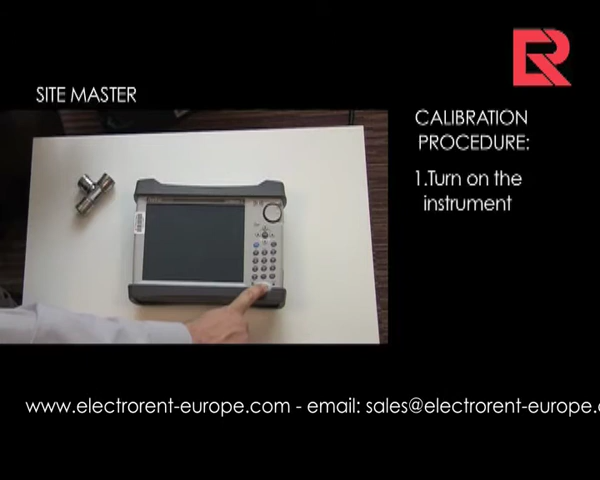 SITE MASTER
CALIBRATION
PROCEDURE:
1.Turn on the
instrument
www.electrorent-europe.com - email: sales@electrorent-europe.